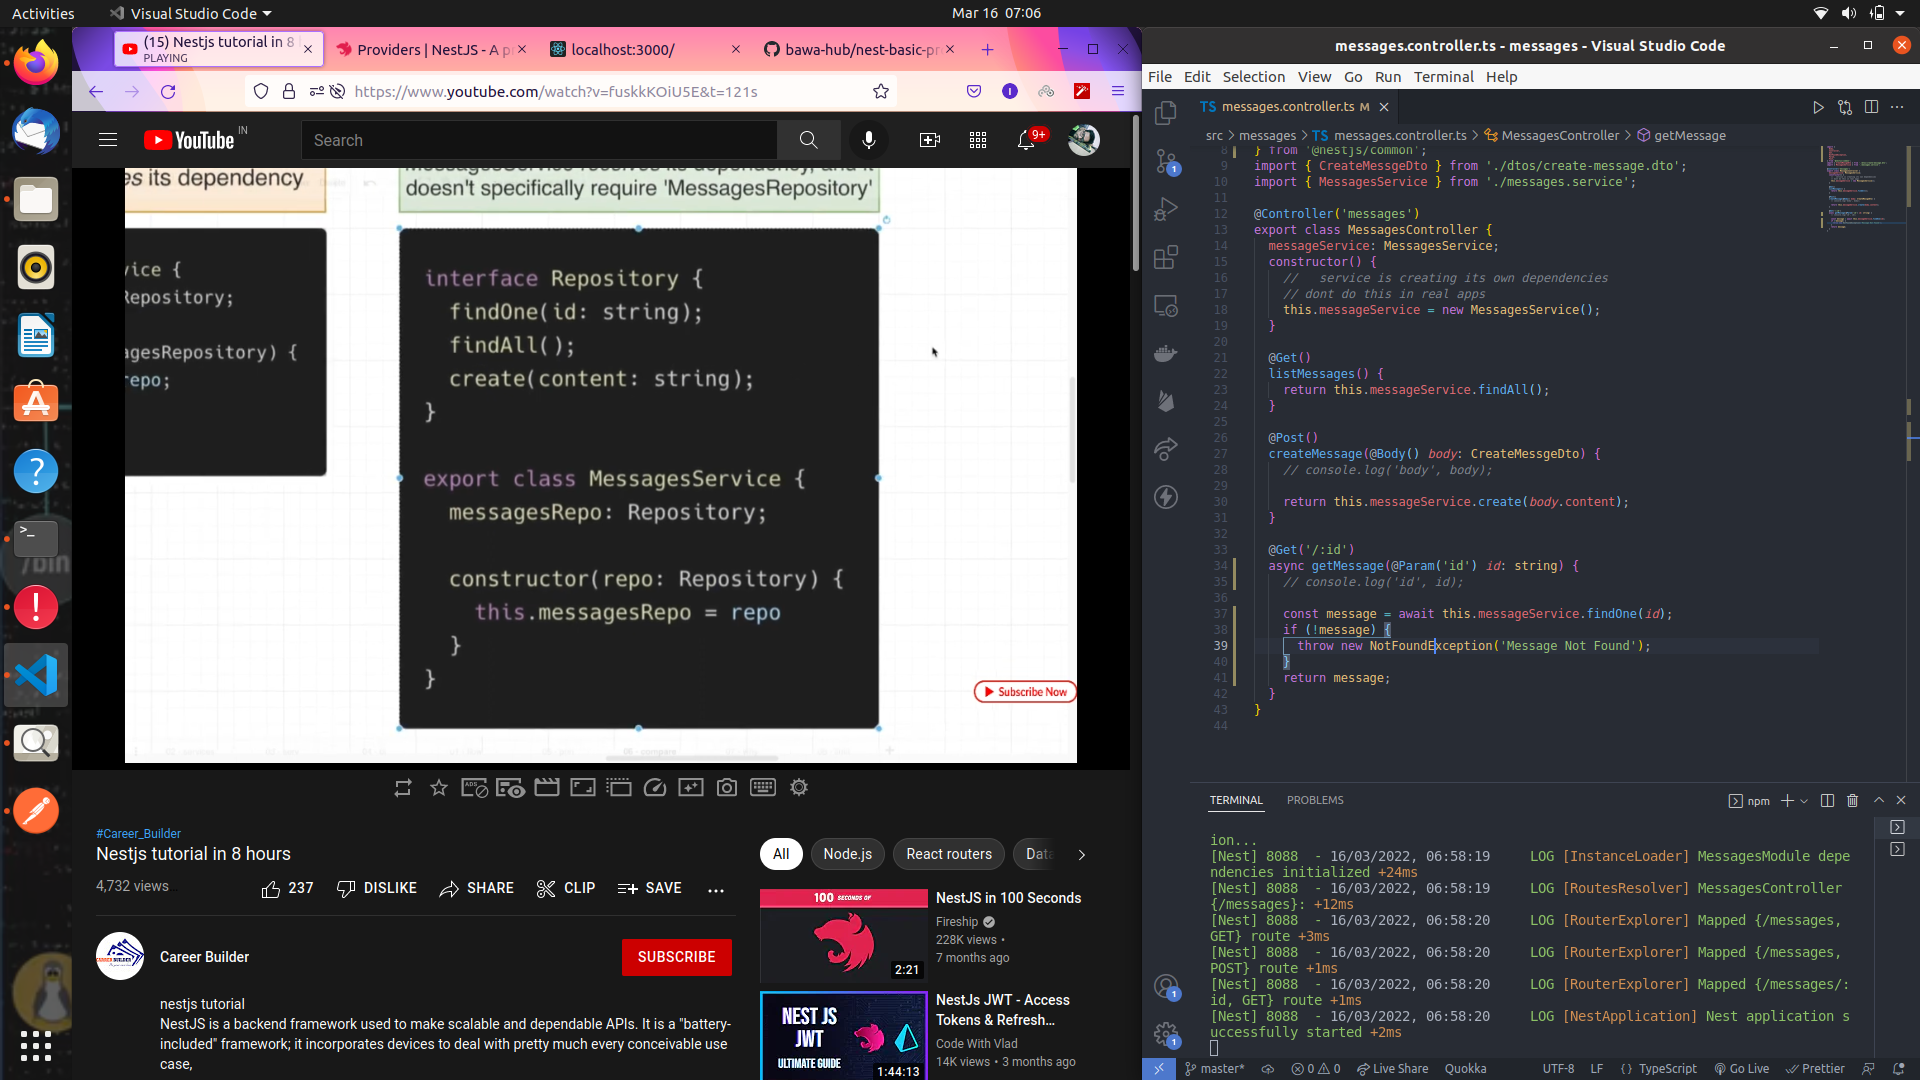 Activities
Visual Studio Code
Mar 16 07:06
(15) Nestjs tutorial in 8
PLAYING
Providers | NestJS - A p
localhost:3000/
bawa-hub/nest-basic-pr
https://www.youtube.com/watch?v=fuskkKOiU5E&t=121s
YouTube IN
Search
9+
es its dependency
MessagesService receives its dependency, and it
doesn't specifically require 'MessagesRepository'
vice {
Repository;
agesRepository) {
repo;
interface Repository {
findOne(id: string);
findAll();
create(content: string);
}
export class MessagesService {
messagesRepo: Repository;
constructor(repo: Repository) {
this.messagesRepo = repo
}
}
Subscribe Now
#Career_Builder
Nestjs tutorial in 8 hours
4,732 views
237
DISLIKE
SHARE
CLIP
SAVE
Career Builder
SUBSCRIBE
nestjs tutorial
NestJS is a backend framework used to make scalable and dependable APIs. It is a "battery-
included" framework; it incorporates devices to deal with pretty much every conceivable use
case,
All
Node.js
React routers
Data
100 SECONDS OF
2:21
NestJS in 100 Seconds
Fireship
228K views •
7 months ago
NEST JS
JWT
ULTIMATE GUIDE
1:44:13
NestJs JWT - Access
Tokens & Refresh...
Code With Vlad
14K views • 3 months ago
messages.controller.ts - messages - Visual Studio Code
File Edit Selection View Go Run Terminal Help
TS messages.controller.ts M
src > messages > TS messages.controller.ts > MessagesController > getMessage
8 } from '@nestjs/common';
9 import { CreateMessgeDto } from './dtos/create-message.dto';
10 import { MessagesService } from './messages.service';
11
12 @Controller('messages')
13 export class MessagesController {
14 messageService: MessagesService;
15 constructor() {
16 // service is creating its own dependencies
17 // dont do this in real apps
18 this.messageService = new MessagesService();
19 }
20
21 @Get()
22 listMessages() {
23 return this.messageService.findAll();
24 }
25
26 @Post()
27 createMessage(@Body() body: CreateMessgeDto) {
28 // console.log('body', body);
29
30 return this.messageService.create(body.content);
31 }
32
33 @Get('/:id')
34 async getMessage(@Param('id') id: string) {
35 // console.log('id', id);
36
37 const message = await this.messageService.findOne(id);
38 if (!message) {
39 throw new NotFoundException('Message Not Found');
40 }
41 return message;
42 }
43 }
44
TERMINAL
PROBLEMS
npm
ion...
[Nest] 8088 - 16/03/2022, 06:58:19 LOG [InstanceLoader] MessagesModule depe
ndencies initialized +24ms
[Nest] 8088 - 16/03/2022, 06:58:19 LOG [RoutesResolver] MessagesController
{/messages}: +12ms
[Nest] 8088 - 16/03/2022, 06:58:20 LOG [RouterExplorer] Mapped {/messages,
GET} route +3ms
[Nest] 8088 - 16/03/2022, 06:58:20 LOG [RouterExplorer] Mapped {/messages,
POST} route +1ms
[Nest] 8088 - 16/03/2022, 06:58:20 LOG [RouterExplorer] Mapped {/messages/:
id, GET} route +1ms
[Nest] 8088 - 16/03/2022, 06:58:20 LOG [NestApplication] Nest application s
uccessfully started +2ms
master* 0 0 Live Share Quokka UTF-8 LF {} TypeScript Go Live Prettier